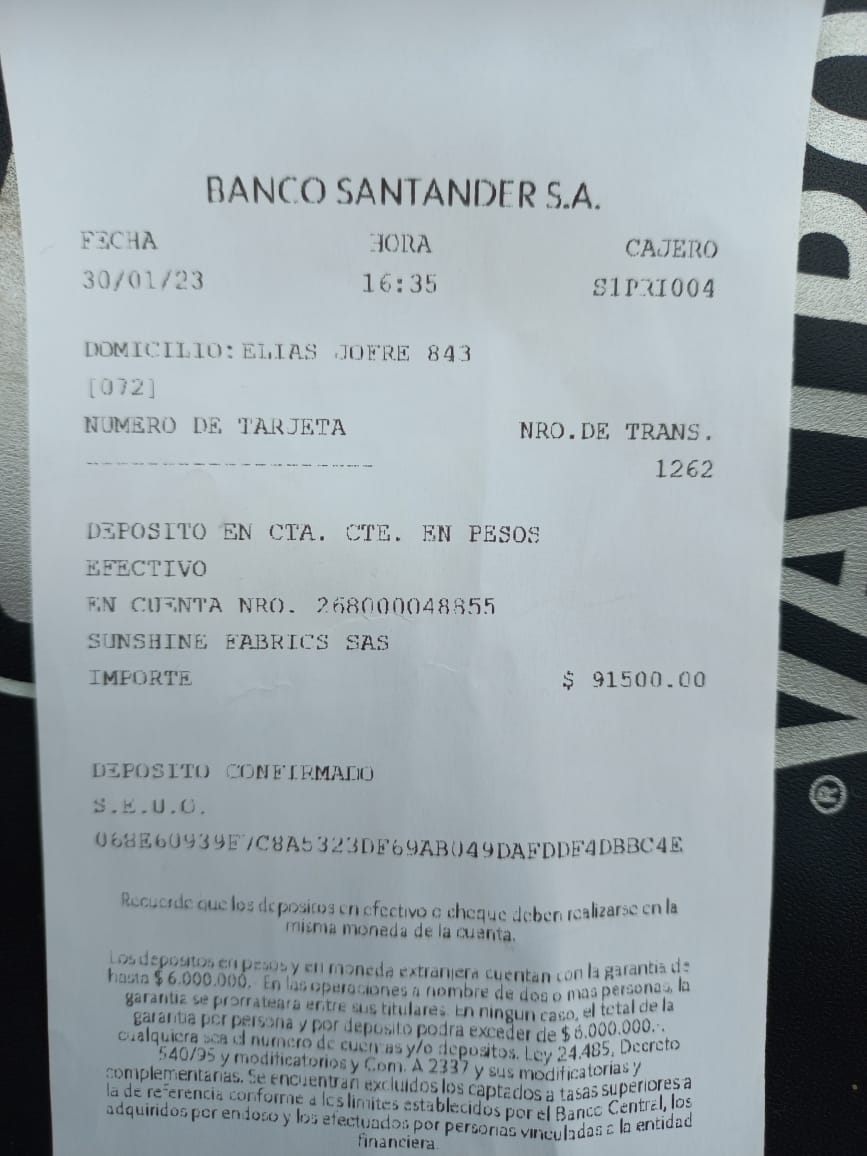 BANCO SANTANDER S.A.
FECHA HORA CAJERO
30/01/23 16:35 S1PRI004
DOMICILIO: ELIAS JOFRE 843
[072]
NUMERO DE TARJETA NRO.DE TRANS.
-------------------- 1262
DEPOSITO EN CTA. CTE. EN PESOS
EFECTIVO
EN CUENTA NRO. 268000048855
SUNSHINE FABRICS SAS
IMPORTE $ 91500.00
DEPOSITO CONFIRMADO
S.E.U.O.
068E60939E7C8A5323DF69AB049DAFDDF4DBBC4E
Recuerde que los depositos en efectivo o cheque deben realizarse en la
misma moneda de la cuenta.
Los depositos en pesos y en moneda extranjera cuentan con la garantia de
hasta $ 6.000.000. En las operaciones a nombre de dos o mas personas, la
garantia se prorrateara entre sus titulares. En ningun caso, el total de la
garantia por persona y por deposito podra exceder de $ 6.000.000.-,
cualquiera sea el numero de cuentas y/o depositos. Ley 24.485, Decreto
540/95 y modificatorios y Com. A 2337 y sus modificatorias y
complementarias. Se encuentran excluidos los captados a tasas superiores a
la de referencia conforme a los limites establecidos por el Banco Central, los
adquiridos por endoso y los efectuados por personas vinculadas a la entidad
financiera.
®